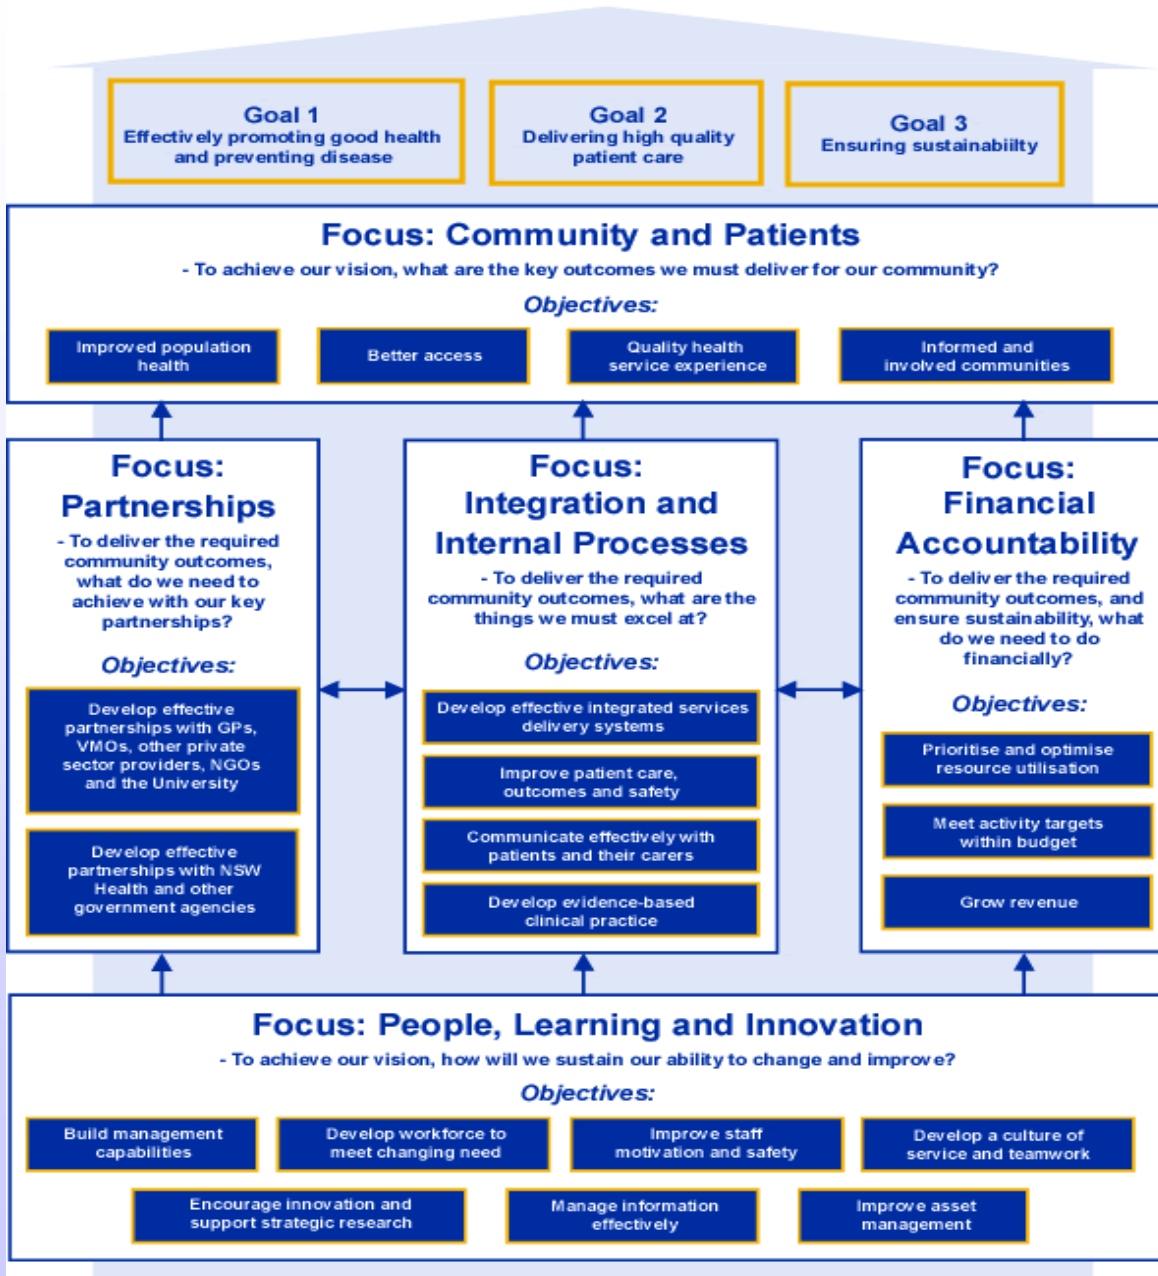 Goal 1
Effectively promoting good health
and preventing disease
Goal 2
Delivering high quality
patient care
Goal 3
Ensuring sustainabiilty
Focus: Community and Patients
- To achieve our vision, what are the key outcomes we must deliver for our community?
Objectives:
Improved population
health
Better access
Quality health
service experience
Informed and
involved communities
Focus:
Partnerships
- To deliver the required
community outcomes,
what do we need to
achieve with our key
partnerships?
Objectives:
Develop effective
partnerships with GPs,
VMOs, other private
sector providers, NGOs
and the University
Develop effective
partnerships with NSW
Health and other
government agencies
Focus:
Integration and
Internal Processes
- To deliver the required
community outcomes, what are the
things we must excel at?
Objectives:
Develop effective integrated services
delivery systems
Improve patient care,
outcomes and safety
Communicate effectively with
patients and their carers
Develop evidence-based
clinical practice
Focus:
Financial
Accountability
- To deliver the required
community outcomes, and
ensure sustainability, what
do we need to do
financially?
Objectives:
Prioritise and optimise
resource utilisation
Meet activity targets
within budget
Grow revenue
Focus: People, Learning and Innovation
- To achieve our vision, how will we sustain our ability to change and improve?
Objectives:
Build management
capabilities
Develop workforce to
meet changing need
Improve staff
motivation and safety
Develop a culture of
service and teamwork
Encourage innovation and
support strategic research
Manage information
effectively
Improve asset
management